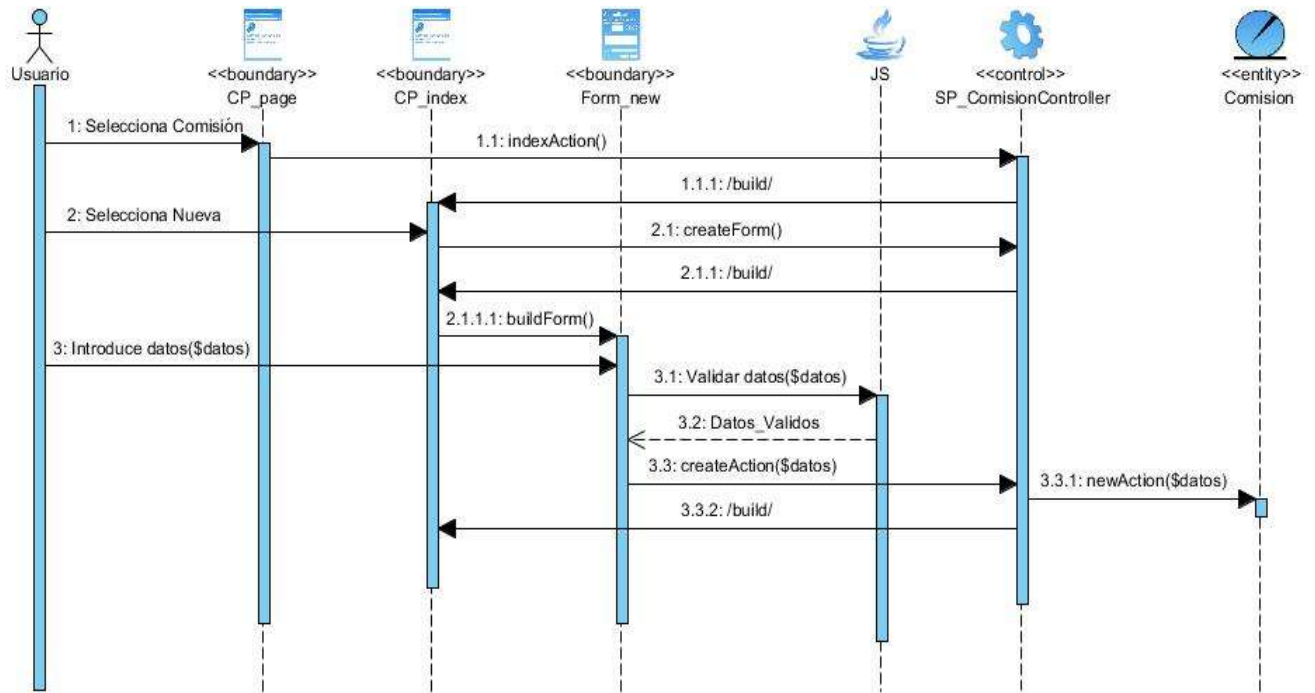 Usuario
<<boundary>>
CP_page
<<boundary>>
CP_index
<<boundary>>
Form_new
JS
<<control>>
SP_ComisionController
<<entity>>
Comision
1: Selecciona Comisión
1.1: indexAction()
1.1.1: /build/
2: Selecciona Nueva
2.1: createForm()
2.1.1: /build/
2.1.1.1: buildForm()
3: Introduce datos($datos)
3.1: Validar datos($datos)
3.2: Datos_Validos
3.3: createAction($datos)
3.3.1: newAction($datos)
3.3.2: /build/